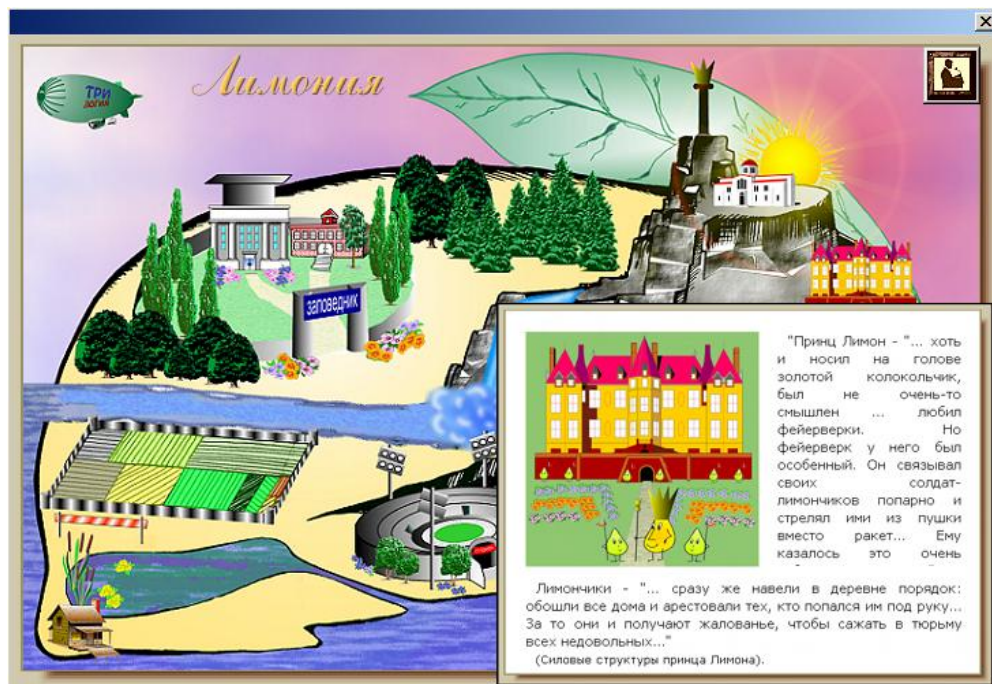 Лимония
ТРИ
заповедник
"Принц Лимон - "... хоть
и носил на голове
золотой колокольчик,
был не очень-то
смышлен ... любил
фейерверки. Но
фейерверк у него был
особенный. Он связывал
своих солдат-
лимончиков попарно и
стрелял ими из пушки
вместо ракет... Ему
казалось это очень
Лимончики - "... сразу же навели в деревне порядок:
обошли все дома и арестовали тех, кто попался им под руку...
За то они и получают жалованье, чтобы сажать в тюрьму
всех недовольных..."
(Силовые структуры принца Лимона).